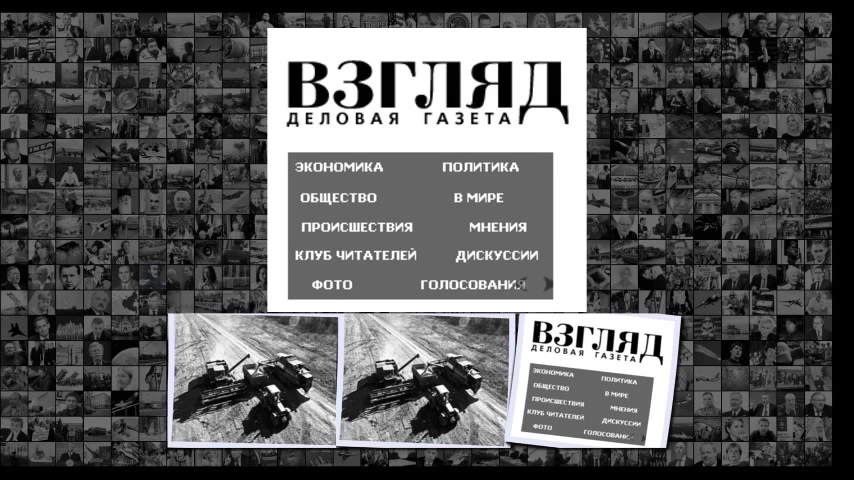 ВЗГЛЯД
ДЕЛОВАЯ ГАЗЕТА
ЭКОНОМИКА ПОЛИТИКА
ОБЩЕСТВО В МИРЕ
ПРОИСШЕСТВИЯ МНЕНИЯ
КЛУБ ЧИТАТЕЛЕЙ ДИСКУССИИ
ФОТО ГОЛОСОВАНИЯ
ВЗГЛЯД
ДЕЛОВАЯ ГАЗЕТА
ЭКОНОМИКА ПОЛИТИКА
ОБЩЕСТВО В МИРЕ
ПРОИСШЕСТВИЯ МНЕНИЯ
КЛУБ ЧИТАТЕЛЕЙ ДИСКУССИИ
ФОТО
IKEA